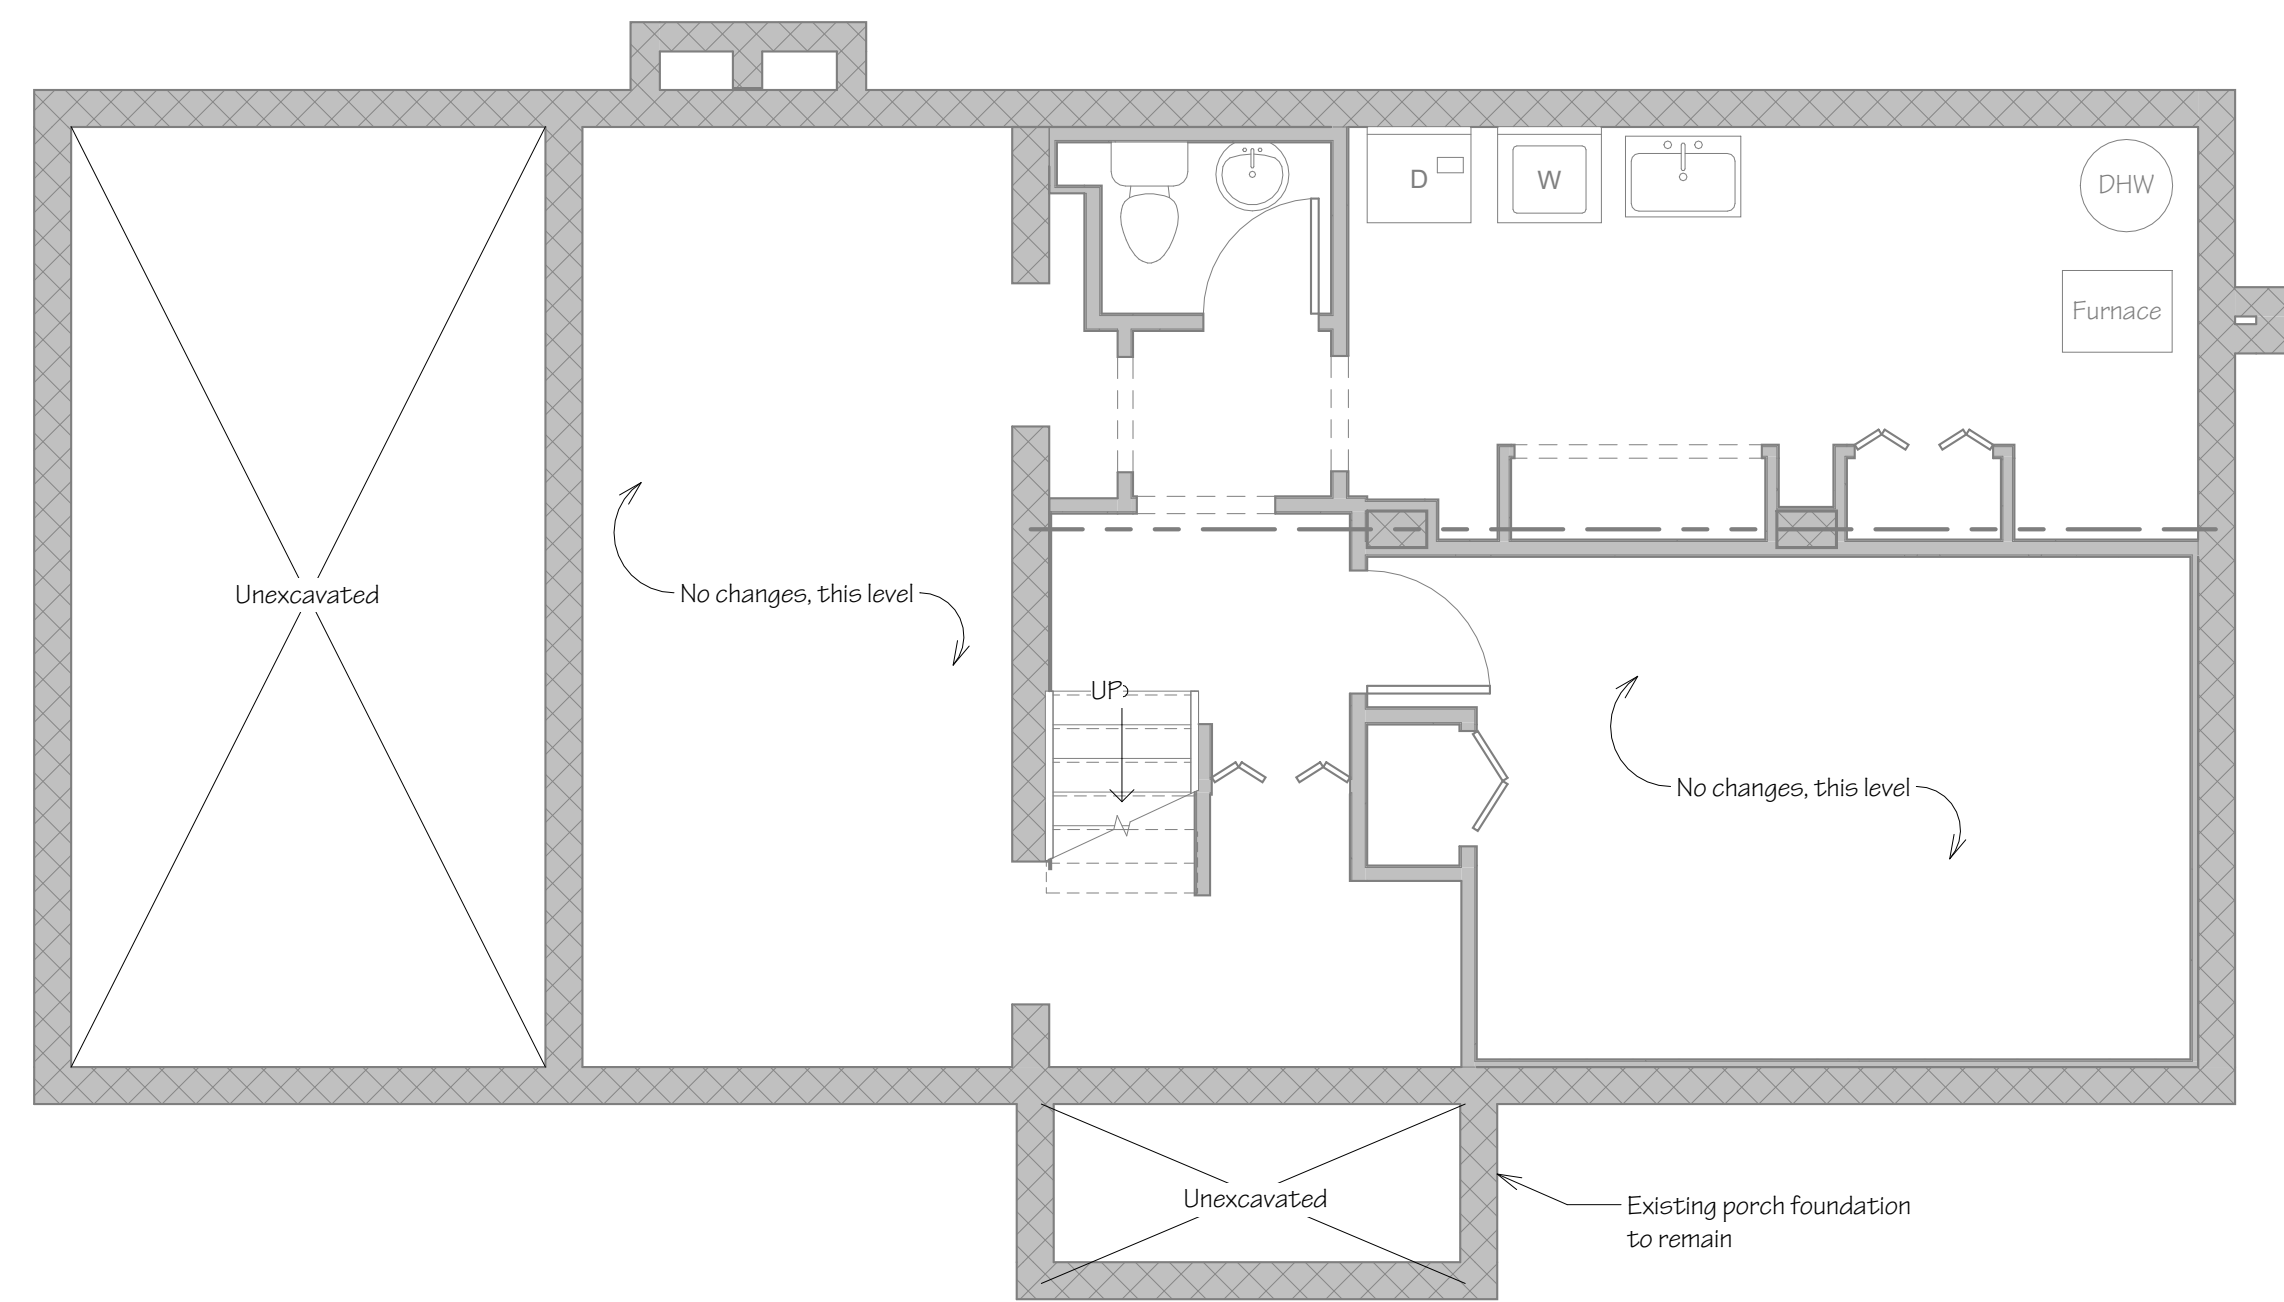 D
W
DHW
Furnace
Unexcavated
No changes, this level
UP
No changes, this level
Unexcavated
Existing porch foundation
to remain